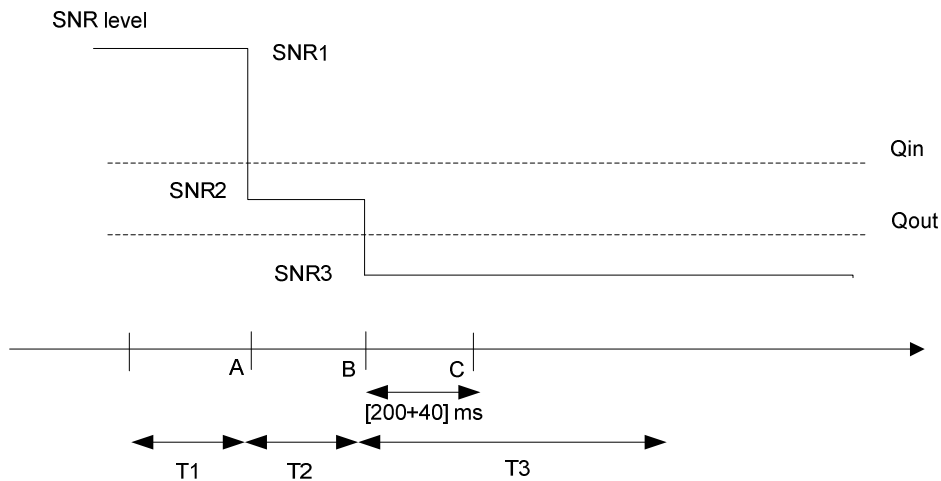 SNR level
SNR1
Qin
SNR2
Qout
SNR3
A
B
C
[200+40] ms
T1
T2
T3